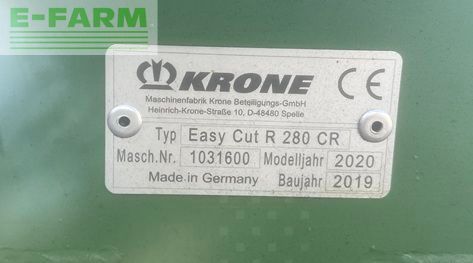 E-FARM
KRONE CE
Maschinenfabrik Krone Beteiligungs-GmbH
Heinrich-Krone-Straße 10, D-48480 Spelle
Typ Easy Cut R 280 CR
Masch.Nr. 1031600 Modelljahr 2020
Made in Germany Baujahr 2019